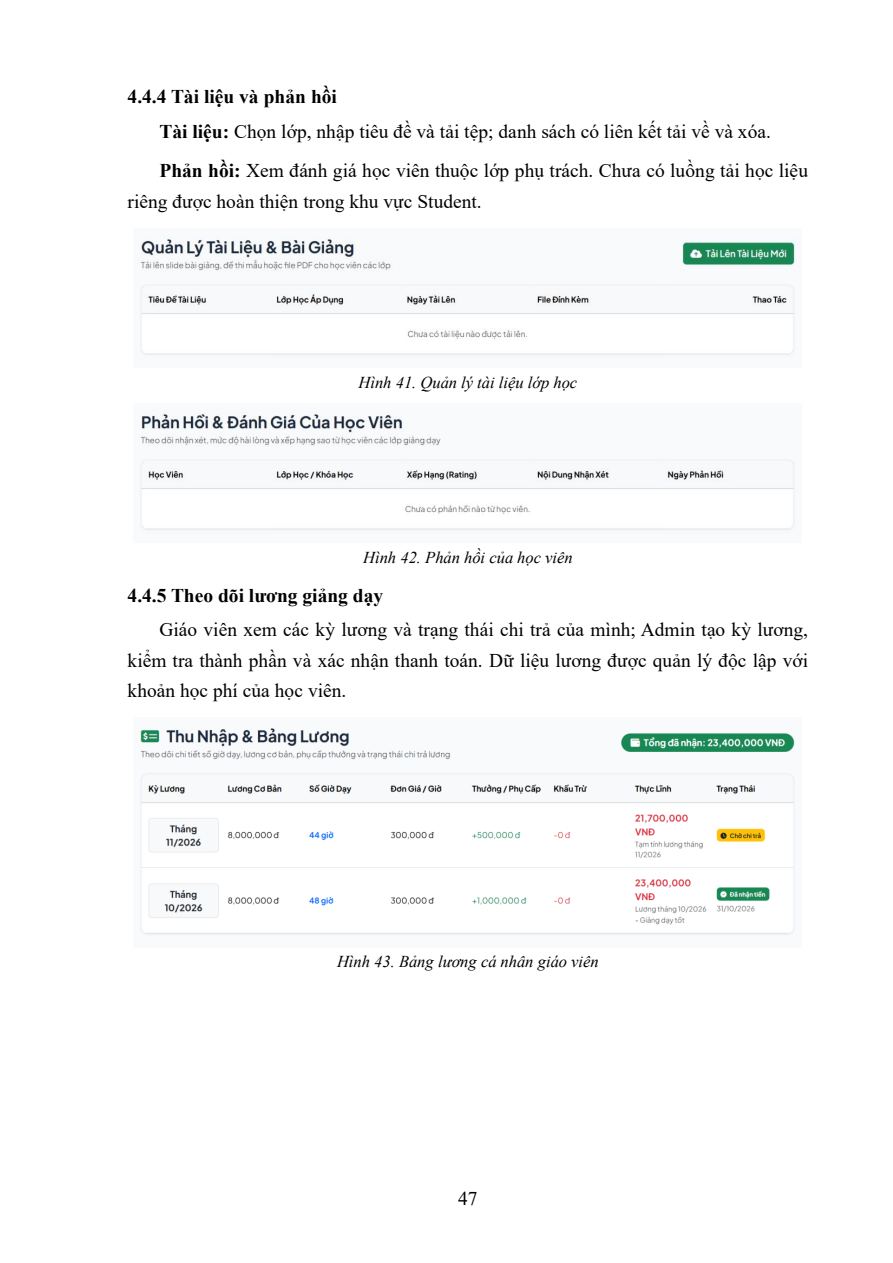 4.4.4 Tài liệu và phản hồi
Tài liệu: Chọn lớp, nhập tiêu đề và tải tệp; danh sách có liên kết tải về và xóa.
Phản hồi: Xem đánh giá học viên thuộc lớp phụ trách. Chưa có luồng tải học liệu
riêng được hoàn thiện trong khu vực Student.
Quản Lý Tài Liệu & Bài Giảng
Tải Lên Tài Liệu Mới
Tải lên slide bài giảng, đề thi mẫu hoặc file PDF cho học viên các lớp
Tiêu Đề Tài Liệu Lớp Học Áp Dụng Ngày Tải Lên File Đính Kèm Thao Tác
Chưa có tài liệu nào được tải lên.
Hình 41. Quản lý tài liệu lớp học
Phản Hồi & Đánh Giá Của Học Viên
Theo dõi nhận xét, mức độ hài lòng và xếp hạng sao từ học viên các lớp giảng dạy
Học Viên Lớp Học / Khóa Học Xếp Hạng (Rating) Nội Dung Nhận Xét Ngày Phản Hồi
Chưa có phản hồi nào từ học viên.
Hình 42. Phản hồi của học viên
4.4.5 Theo dõi lương giảng dạy
Giáo viên xem các kỳ lương và trạng thái chi trả của mình; Admin tạo kỳ lương,
kiểm tra thành phần và xác nhận thanh toán. Dữ liệu lương được quản lý độc lập với
khoản học phí của học viên.
Thu Nhập & Bảng Lương
Tổng đã nhận: 23,400,000 VNĐ
Theo dõi chi tiết số giờ dạy, lương cơ bản, phụ cấp thưởng và trạng thái chi trả lương
Kỳ Lương Lương Cơ Bản Số Giờ Dạy Đơn Giá / Giờ Thưởng / Phụ Cấp Khấu Trừ Thực Lĩnh Trạng Thái
Tháng
11/2026
8,000,000 đ 44 giờ 300,000 đ +500,000 đ -0 đ
21,700,000
VNĐ
Tạm tính lương tháng
11/2026
Chờ chi trả
Tháng
10/2026
8,000,000 đ 48 giờ 300,000 đ +1,000,000 đ -0 đ
23,400,000
VNĐ
Lương tháng 10/2026
- Giảng dạy tốt
Đã nhận tiền
31/10/2026
Hình 43. Bảng lương cá nhân giáo viên
47